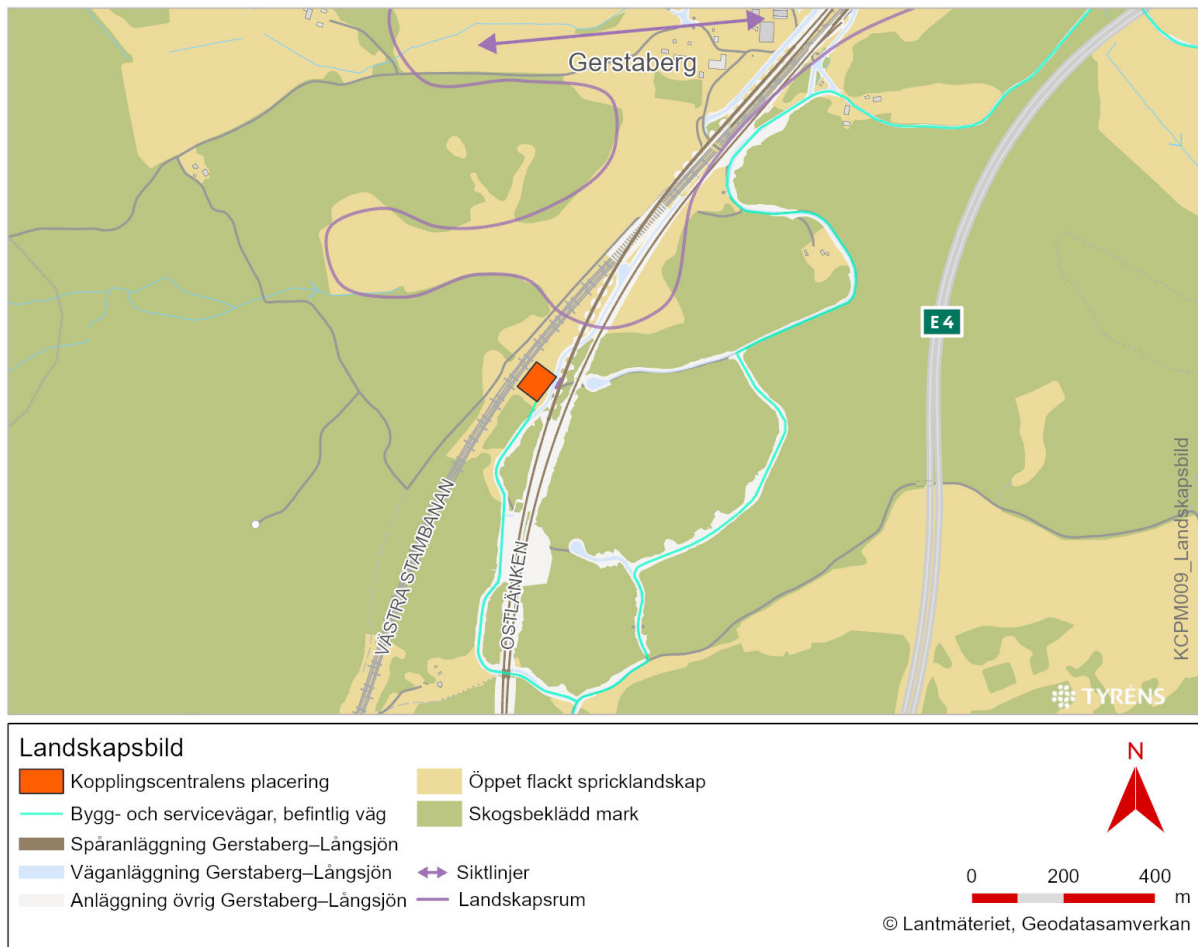 Gerstaberg
E 4
VÄSTRA STAMBANAN
OSTLÄNKEN
KCPM009_Landskapsbild
TYRÉNS
Landskapsbild
Kopplingscentralens placering
Bygg- och servicevägar, befintlig väg
Spåranläggning Gerstaberg–Långsjön
Väganläggning Gerstaberg–Långsjön
Anläggning övrig Gerstaberg–Långsjön
Öppet flackt spricklandskap
Skogsbeklädd mark
Siktlinjer
Landskapsrum
N
0 200 400
m
© Lantmäteriet, Geodatasamverkan